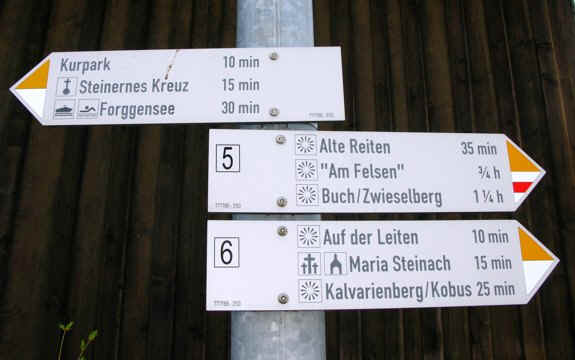 Kurpark 10 min
Steinernes Kreuz 15 min
Forggensee 30 min
5
Alte Reiten 35 min
"Am Felsen" ¾ h
Buch/Zwieselberg 1 ¼ h
6
Auf der Leiten 10 min
Maria Steinach 15 min
Kalvarienberg/Kobus 25 min